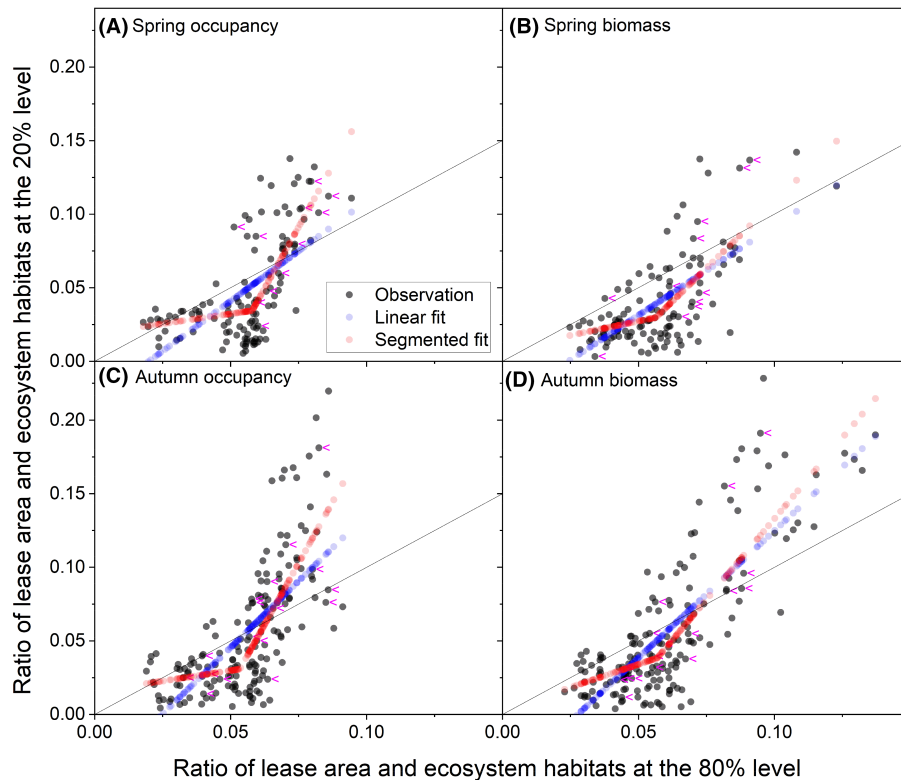 (A) Spring occupancy
(B) Spring biomass
0.20
0.15
0.10
0.05
0.00
Observation
Linear fit
Segmented fit
(C) Autumn occupancy
(D) Autumn biomass
0.20
0.15
0.10
0.05
0.00
0.00
0.05
0.10
0.00
0.05
0.10
Ratio of lease area and ecosystem habitats at the 20% level
Ratio of lease area and ecosystem habitats at the 80% level